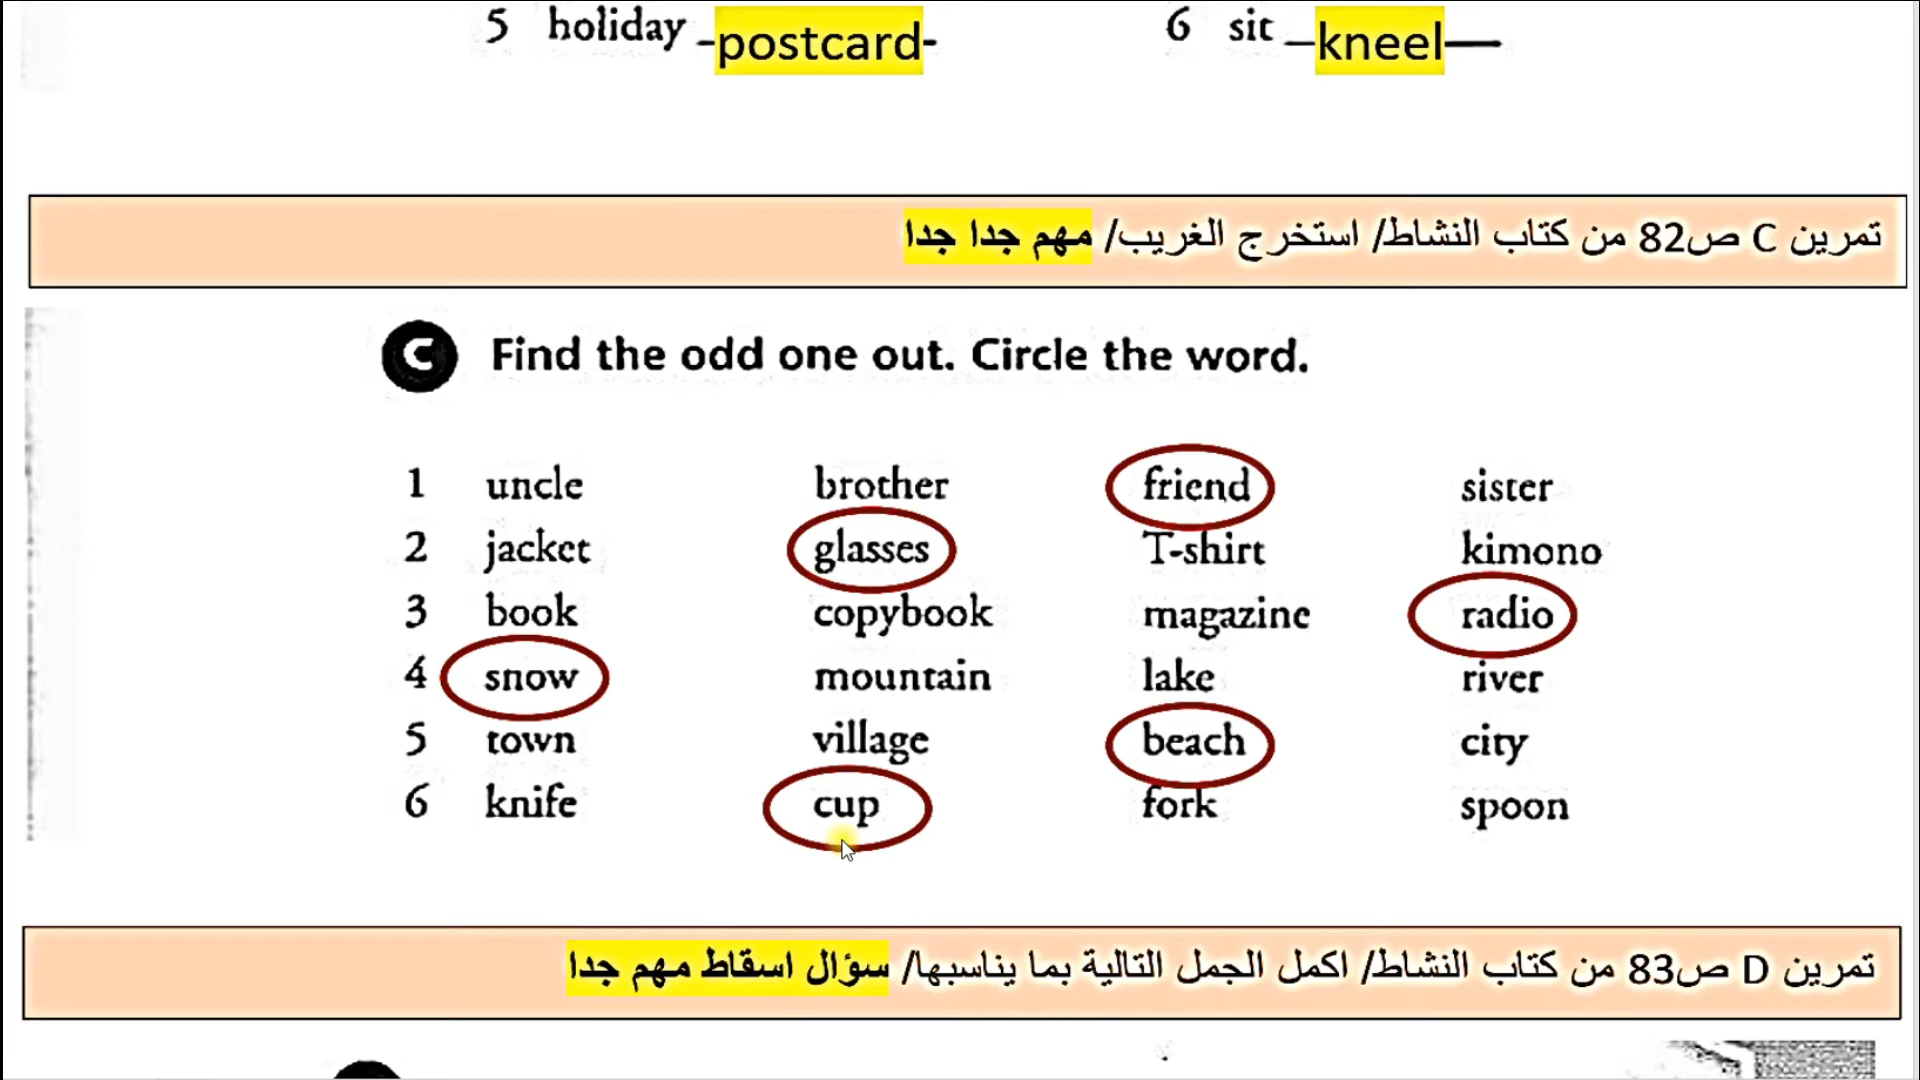 5 holiday -postcard-
6 sit —kneel—
تمرين C ص82 من كتاب النشاط/ استخرج الغريب/ مهم جدا جدا
C Find the odd one out. Circle the word.
1 uncle brother friend sister
2 jacket glasses T-shirt kimono
3 book copybook magazine radio
4 snow mountain lake river
5 town village beach city
6 knife cup fork spoon
تمرين D ص83 من كتاب النشاط/ اكمل الجمل التالية بما يناسبها/ سؤال اسقاط مهم جدا